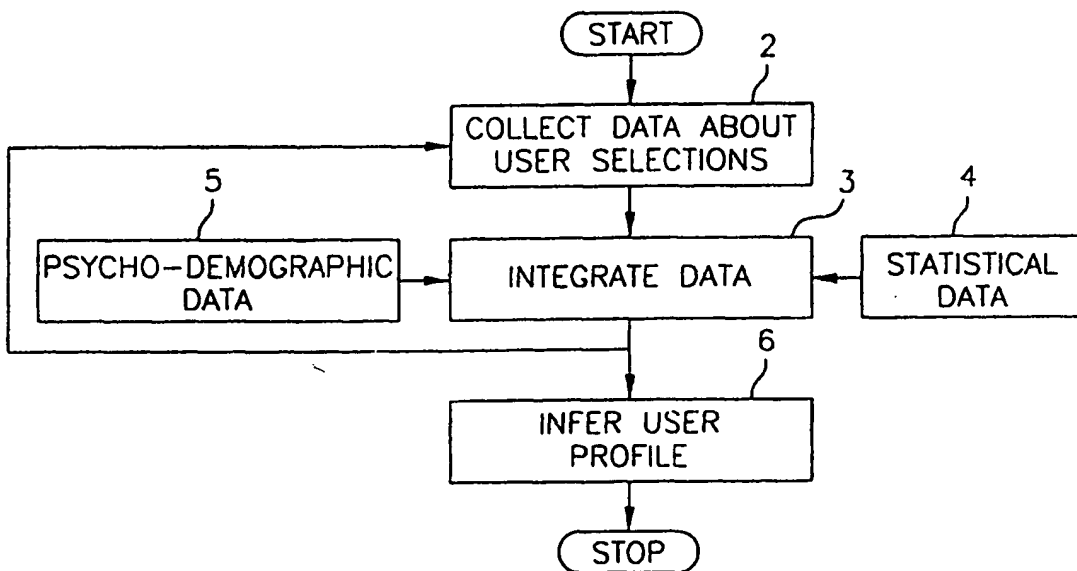 START
2
COLLECT DATA ABOUT
USER SELECTIONS
5
3
4
PSYCHO-DEMOGRAPHIC
DATA
INTEGRATE DATA
STATISTICAL
DATA
6
INFER USER
PROFILE
STOP